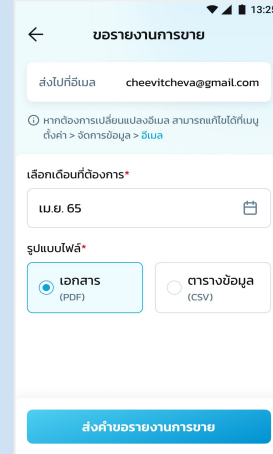 13:25
ขอรายงานการขาย
ส่งไปที่อีเมล cheevitcheva@gmail.com
หากต้องการเปลี่ยนแปลงอีเมล สามารถแก้ไขได้ที่เมนู
ตั้งค่า > จัดการข้อมูล > อีเมล
เลือกเดือนที่ต้องการ*
เม.ย. 65
รูปแบบไฟล์*
เอกสาร
(PDF)
ตารางข้อมูล
(CSV)
ส่งคำขอรายงานการขาย